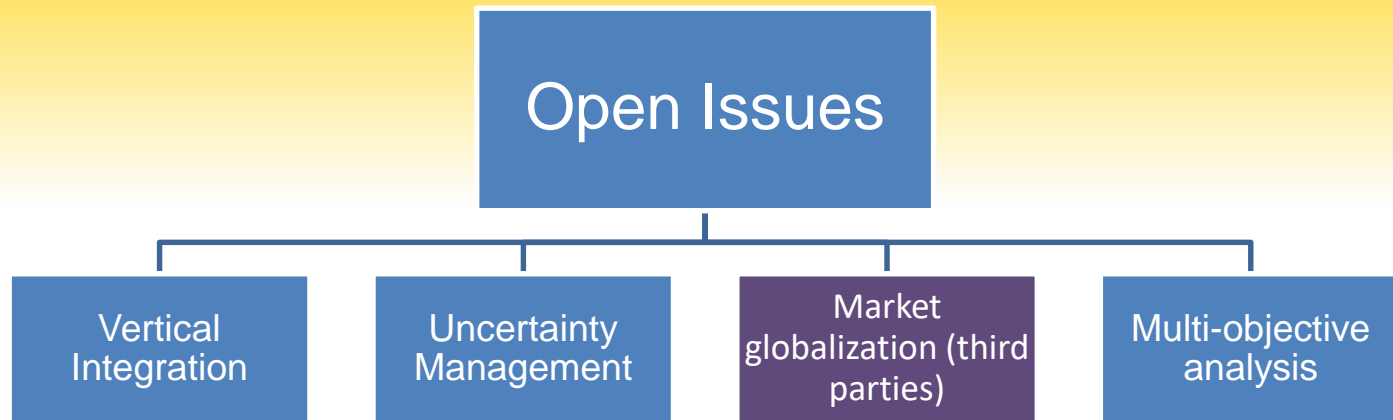 Open Issues
Vertical
Integration
Uncertainty
Management
Market
globalization (third
parties)
Multi-objective
analysis